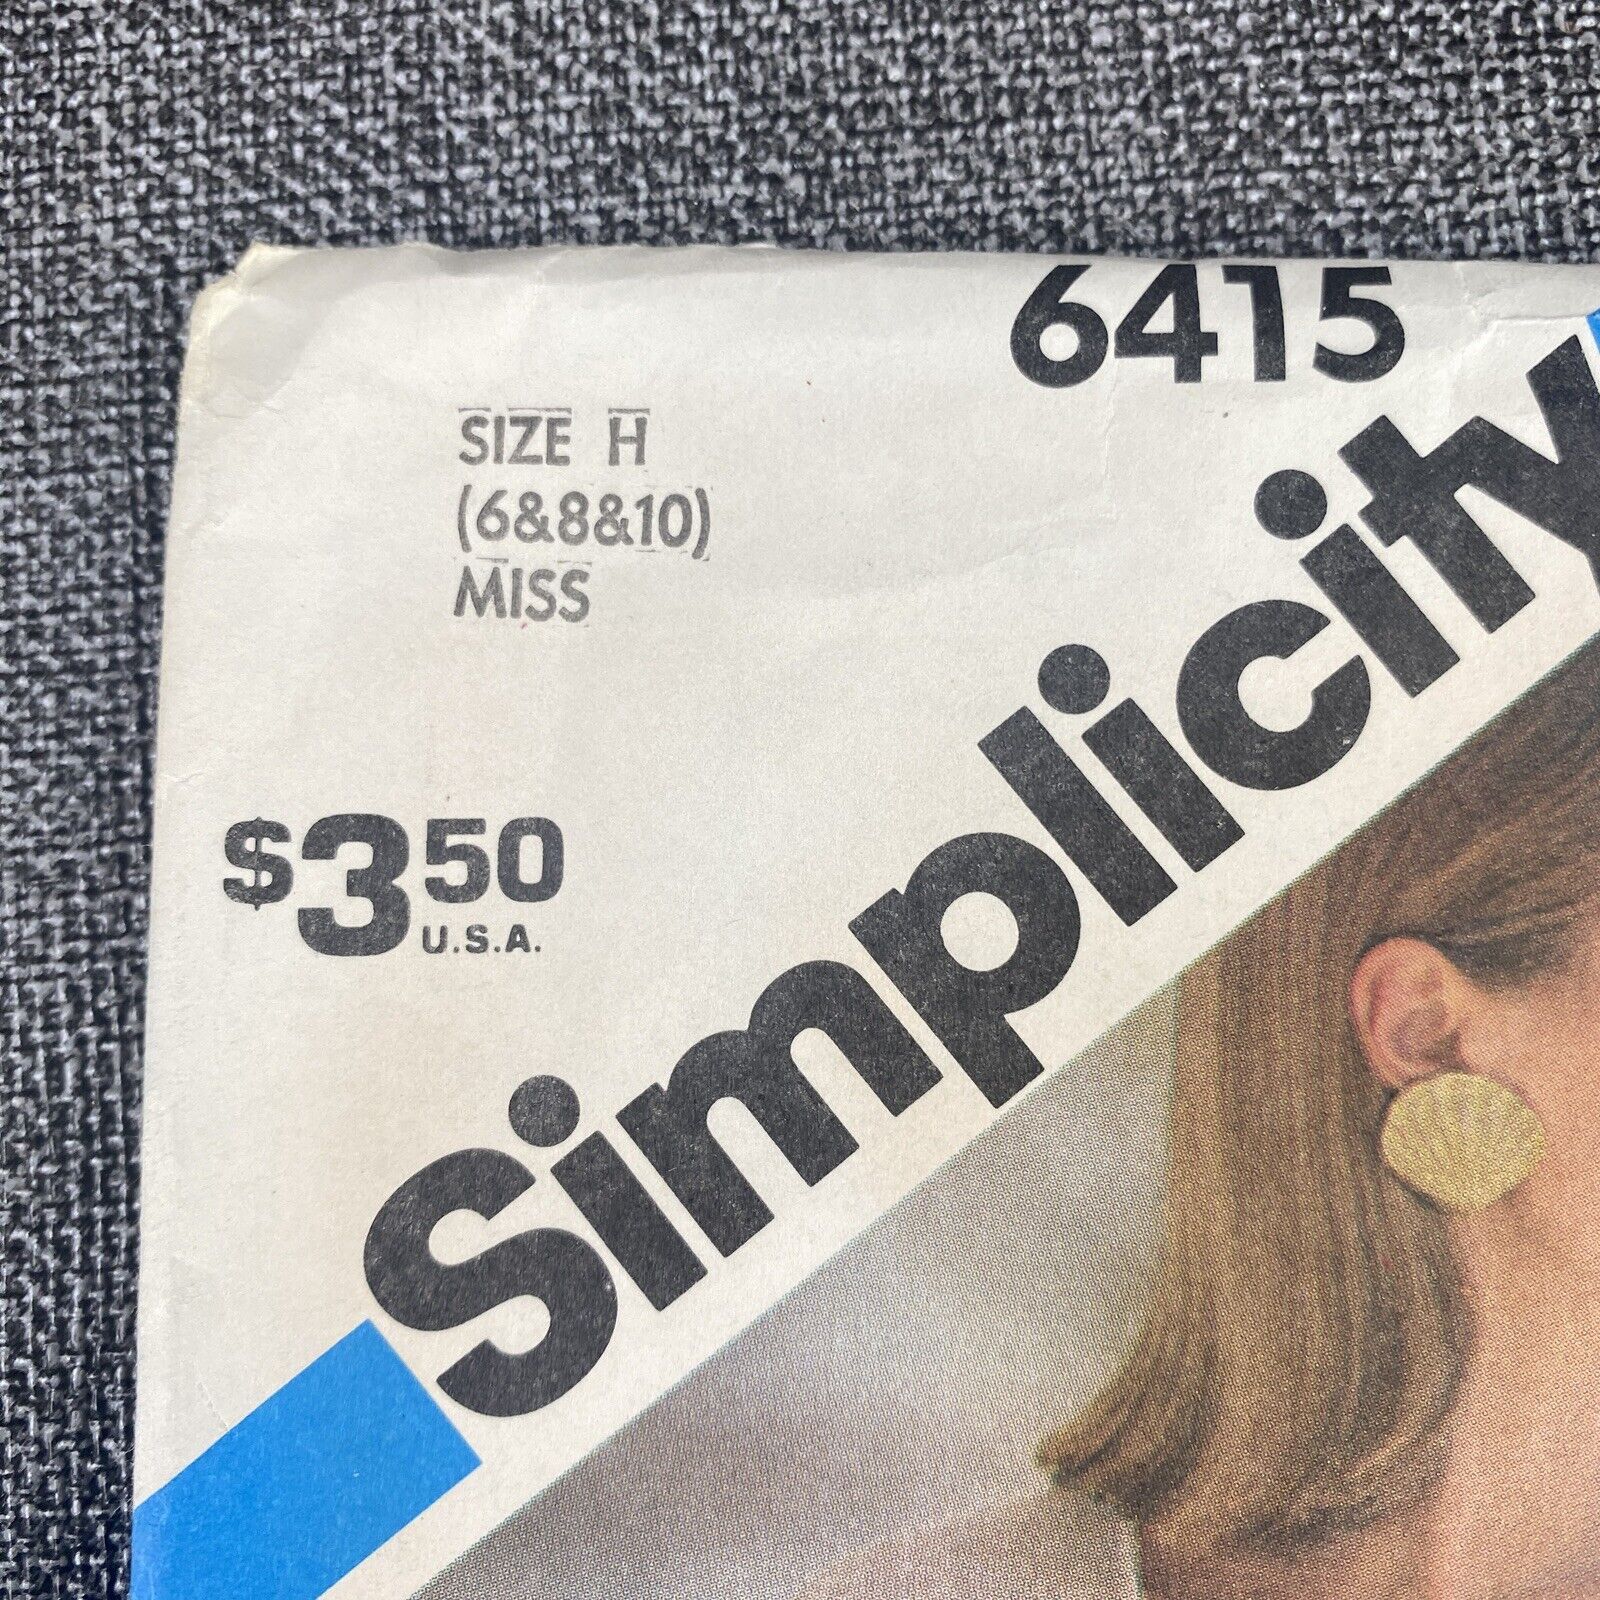 6415
SIZE H
(6&8&10)
MISS
$3.50
U.S.A.
Simplicity